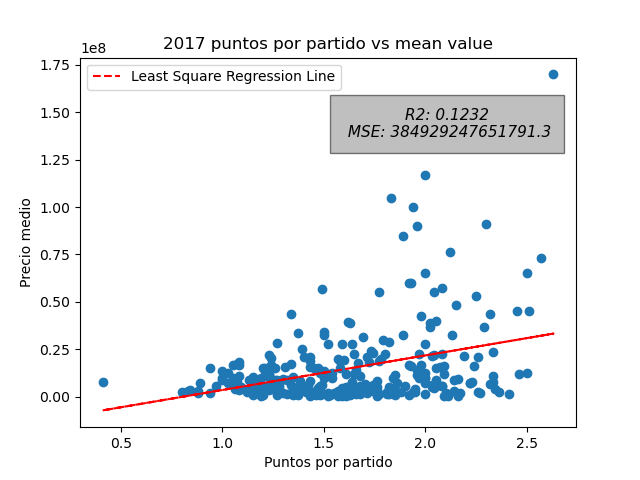 2017 puntos por partido vs mean value
1e8
Least Square Regression Line
R2: 0.1232
MSE: 384929247651791.3
1.75
1.50
1.25
1.00
0.75
0.50
0.25
0.00
Precio medio
0.5 1.0 1.5 2.0 2.5
Puntos por partido